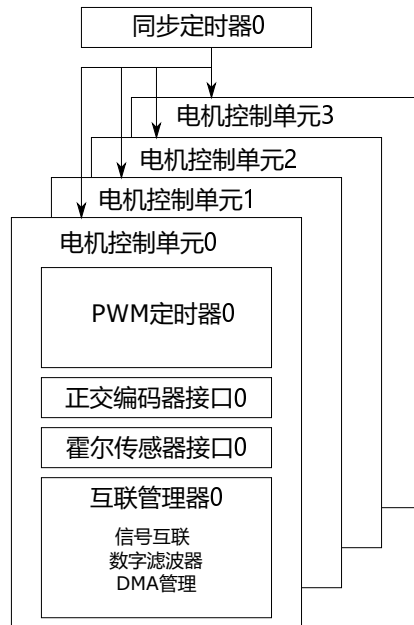 同步定时器0
电机控制单元3
电机控制单元2
电机控制单元1
电机控制单元0
PWM定时器0
正交编码器接口0
霍尔传感器接口0
互联管理器0
信号互联
数字滤波器
DMA管理